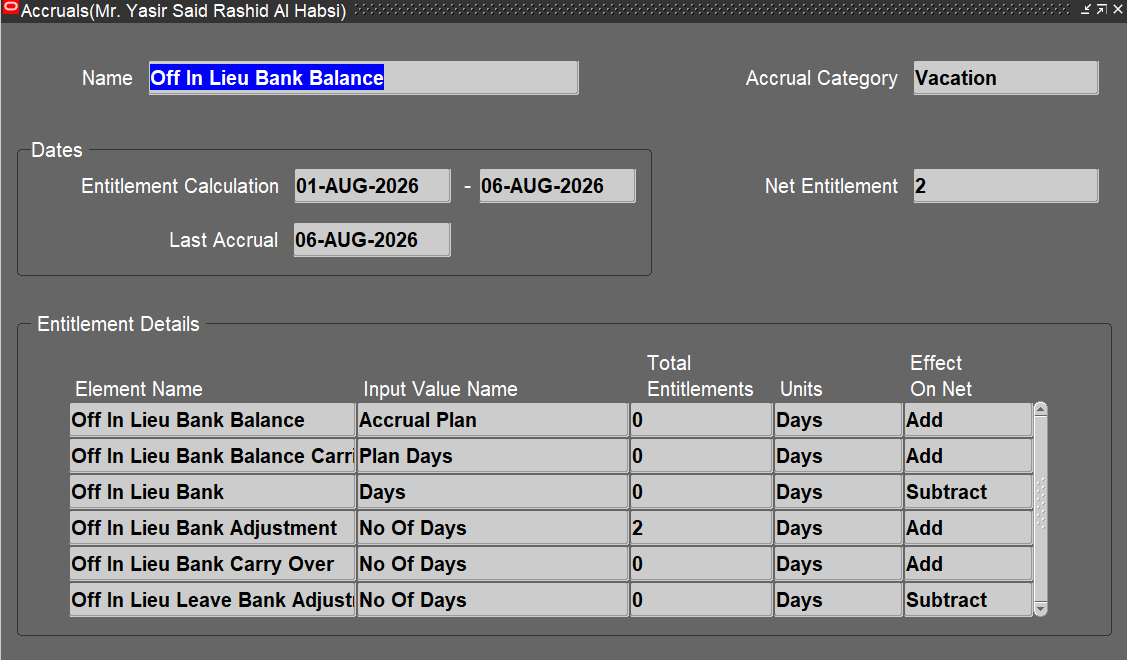 Accruals(Mr. Yasir Said Rashid Al Habsi)
Name Off In Lieu Bank Balance Accrual Category Vacation
Dates
Entitlement Calculation 01-AUG-2026 - 06-AUG-2026 Net Entitlement 2
Last Accrual 06-AUG-2026
Entitlement Details
Total Effect
Element Name Input Value Name Entitlements Units On Net
Off In Lieu Bank Balance Accrual Plan 0 Days Add
Off In Lieu Bank Balance Carri Plan Days 0 Days Add
Off In Lieu Bank Days 0 Days Subtract
Off In Lieu Bank Adjustment No Of Days 2 Days Add
Off In Lieu Bank Carry Over No Of Days 0 Days Add
Off In Lieu Leave Bank Adjust No Of Days 0 Days Subtract